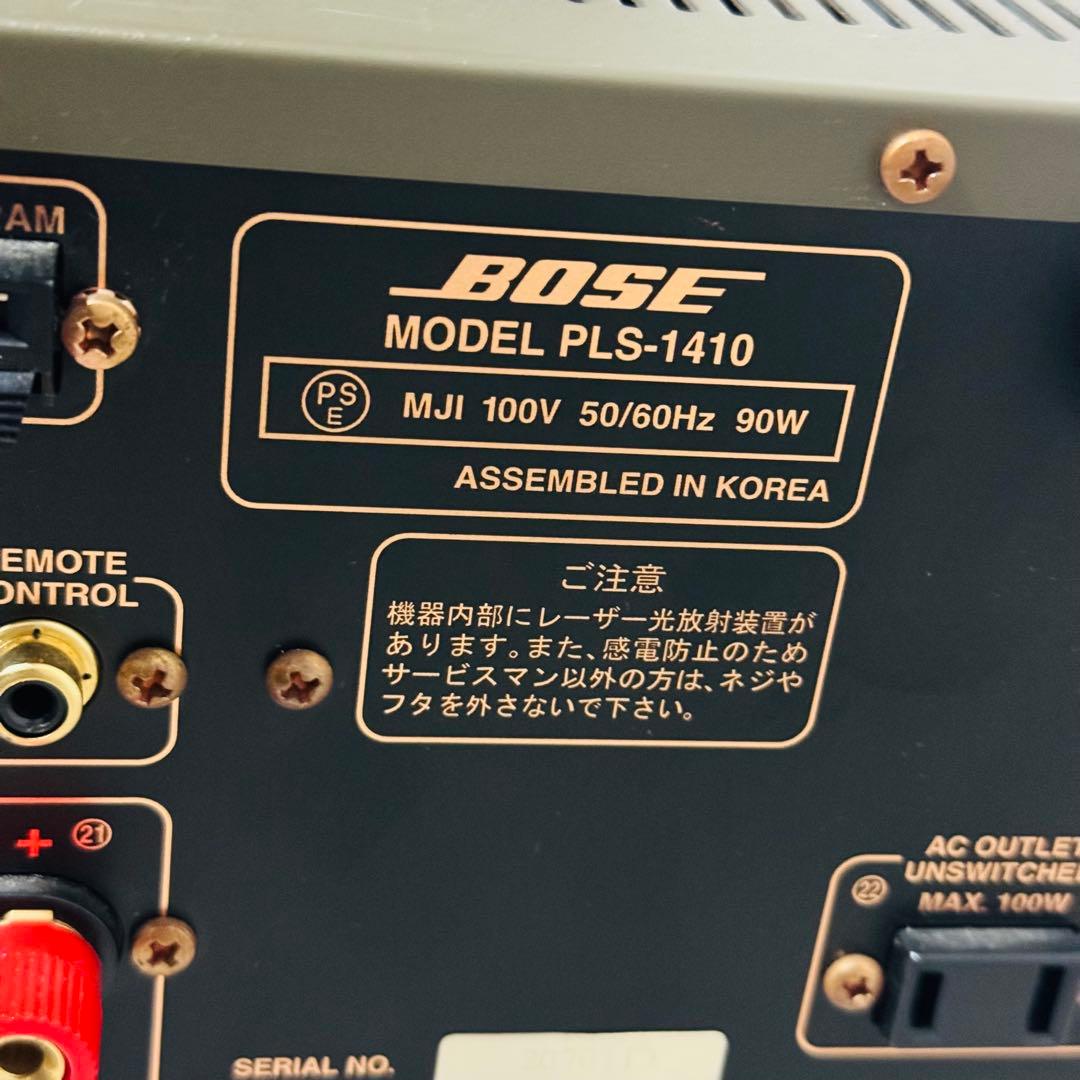 BOSE
MODEL PLS-1410
PSE MJI 100V 50/60Hz 90W
ASSEMBLED IN KOREA
EMOTE
ONTROL
ご注意
機器内部にレーザー光放射装置が
あります。また、感電防止のため
サービスマン以外の方は、ネジや
フタを外さないで下さい。
+ 21
AC OUTLET
UNSWITCHED
22
MAX. 100W
SERIAL NO.